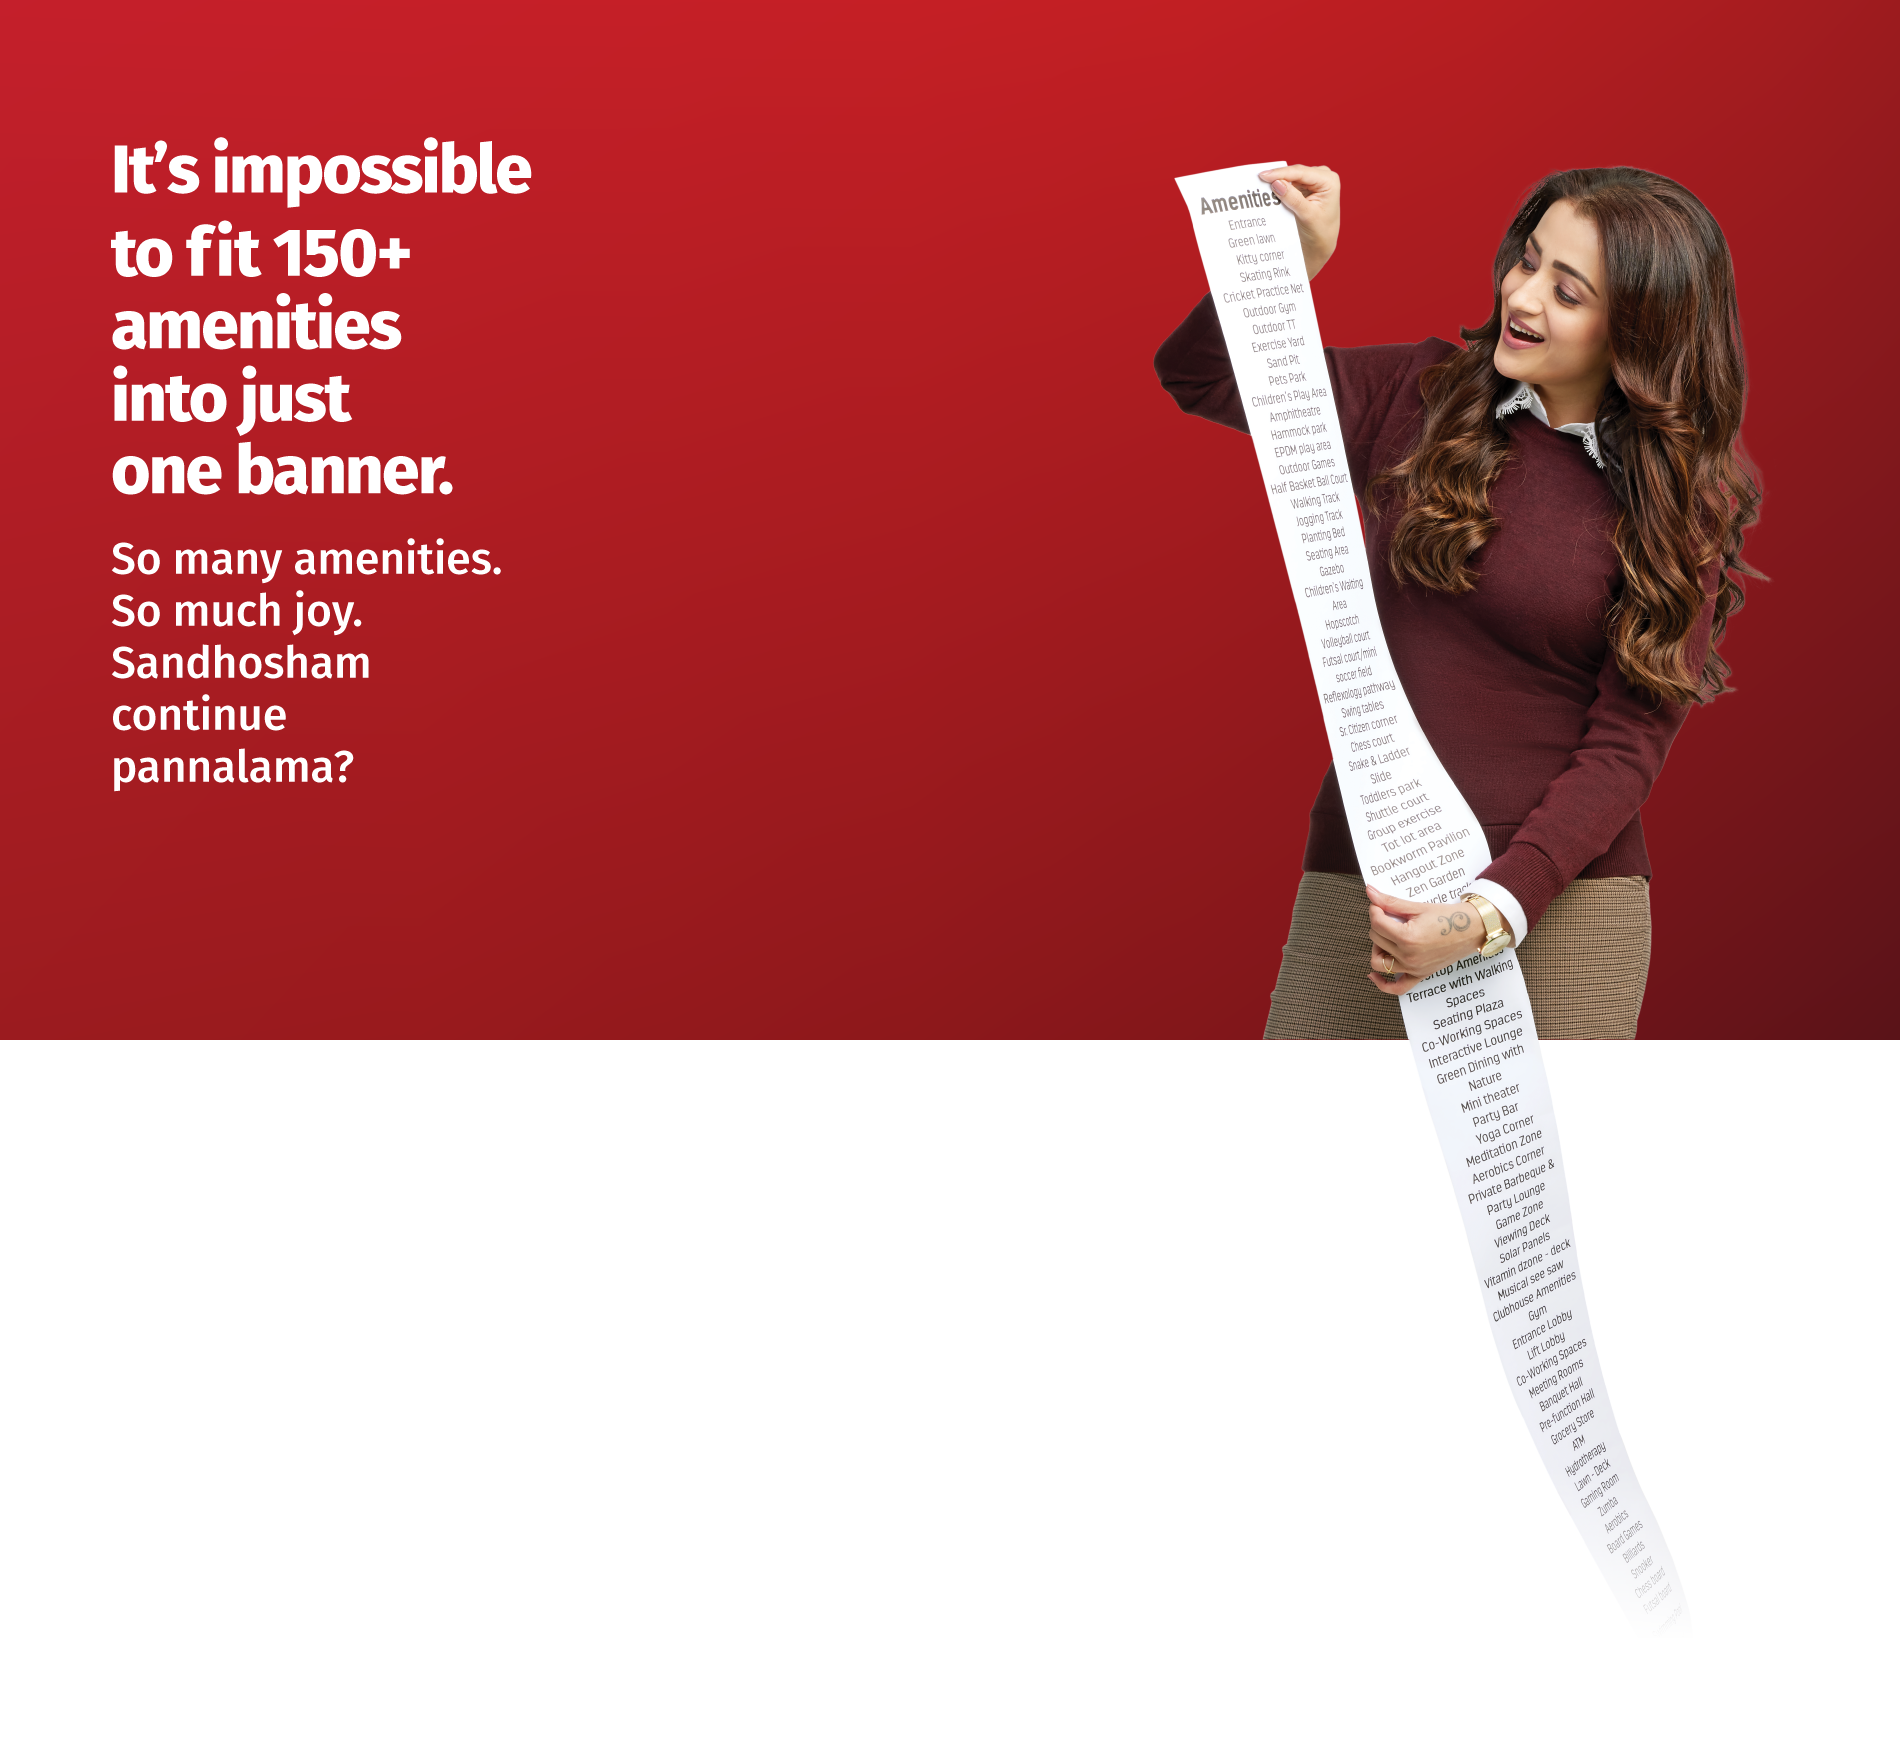 It’s impossible
to fit 150+
amenities
into just
one banner.
So many amenities.
So much joy.
Sandhosham
continue
pannalama?
Amenities
Entrance
Green lawn
Kitty corner
Skating Rink
Cricket Practice Net
Outdoor Gym
Outdoor TT
Exercise Yard
Sand Pit
Pets Park
Children's Play Area
Amphitheatre
Hammock park
EPDM play area
Outdoor Games
Half Basket Ball Court
Walking Track
Jogging Track
Planting Bed
Seating Area
Gazebo
Children's Waiting
Area
Hopscotch
Volleyball court
Futsal court/mini
soccer field
Reflexology pathway
Swing tables
Sr. Citizen corner
Chess court
Snake & Ladder
Slide
Toddlers park
Shuttle court
Group exercise
Tot lot area
Bookworm Pavilion
Hangout Zone
Zen Garden
Terrace with Walking
Spaces
Seating Plaza
Co-Working Spaces
Interactive Lounge
Green Dining with
Nature
Mini theater
Party Bar
Yoga Corner
Meditation Zone
Aerobics Corner
Private Barbeque &
Party Lounge
Game Zone
Viewing Deck
Solar Panels
Vitamin dzone - deck
Musical see saw
Clubhouse Amenities
Gym
Entrance Lobby
Lift Lobby
Co-Working Spaces
Meeting Rooms
Banquet Hall
Pre-function Hall
Grocery Store
ATM
Hydrotherapy
Lawn - Deck
Gaming Room
Zumba
Aerobics
Board Games
Billiards
Snooker
Chess board
Futsal board